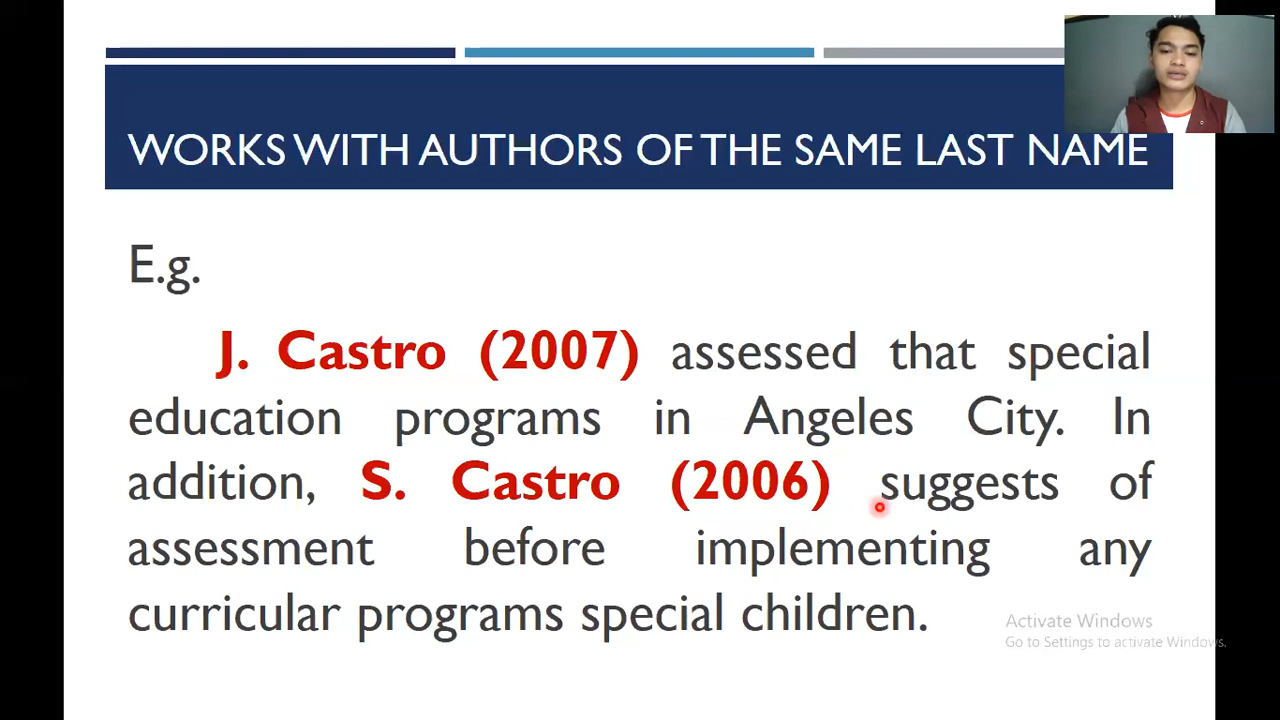 WORKS WITH AUTHORS OF THE SAME LAST NAME
E.g.
J. Castro (2007) assessed that special
education programs in Angeles City. In
addition, S. Castro (2006) suggests of
assessment before implementing any
curricular programs special children.
Activate Windows
Go to Settings to activate Windows.